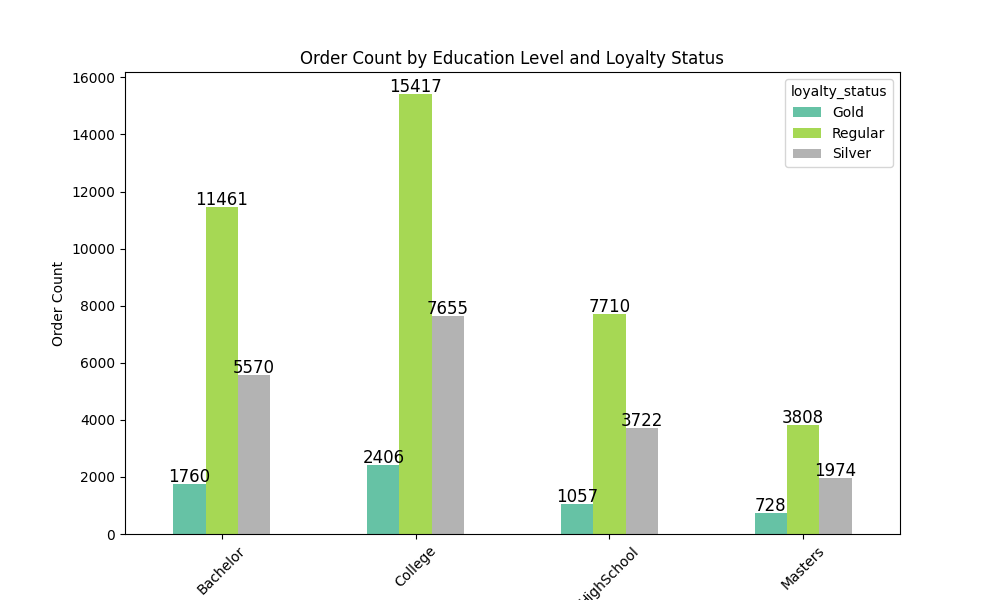 Order Count by Education Level and Loyalty Status
Order Count
16000
14000
12000
10000
8000
6000
4000
2000
0
loyalty_status
Gold
Regular
Silver
1760
11461
5570
2406
15417
7655
1057
7710
3722
728
3808
1974
Bachelor
College
HighSchool
Masters